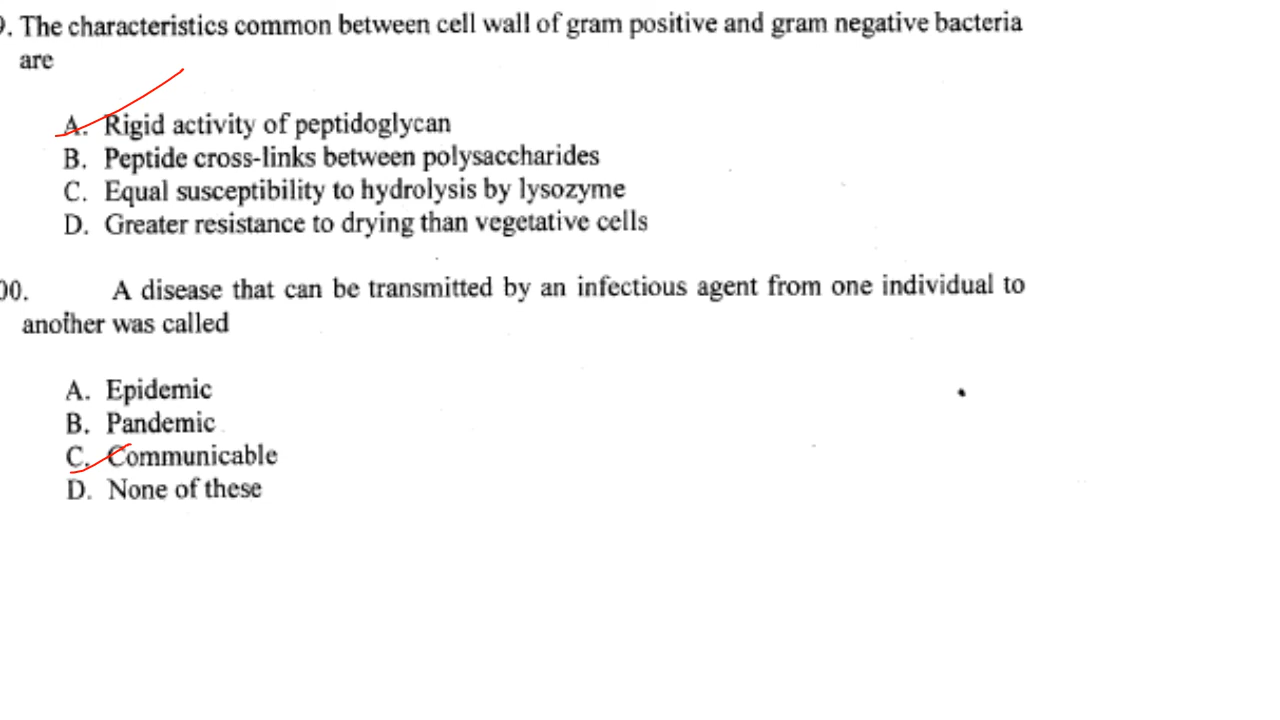 9. The characteristics common between cell wall of gram positive and gram negative bacteria
are
A. Rigid activity of peptidoglycan
B. Peptide cross-links between polysaccharides
C. Equal susceptibility to hydrolysis by lysozyme
D. Greater resistance to drying than vegetative cells
00. A disease that can be transmitted by an infectious agent from one individual to
another was called
A. Epidemic
B. Pandemic
C. Communicable
D. None of these